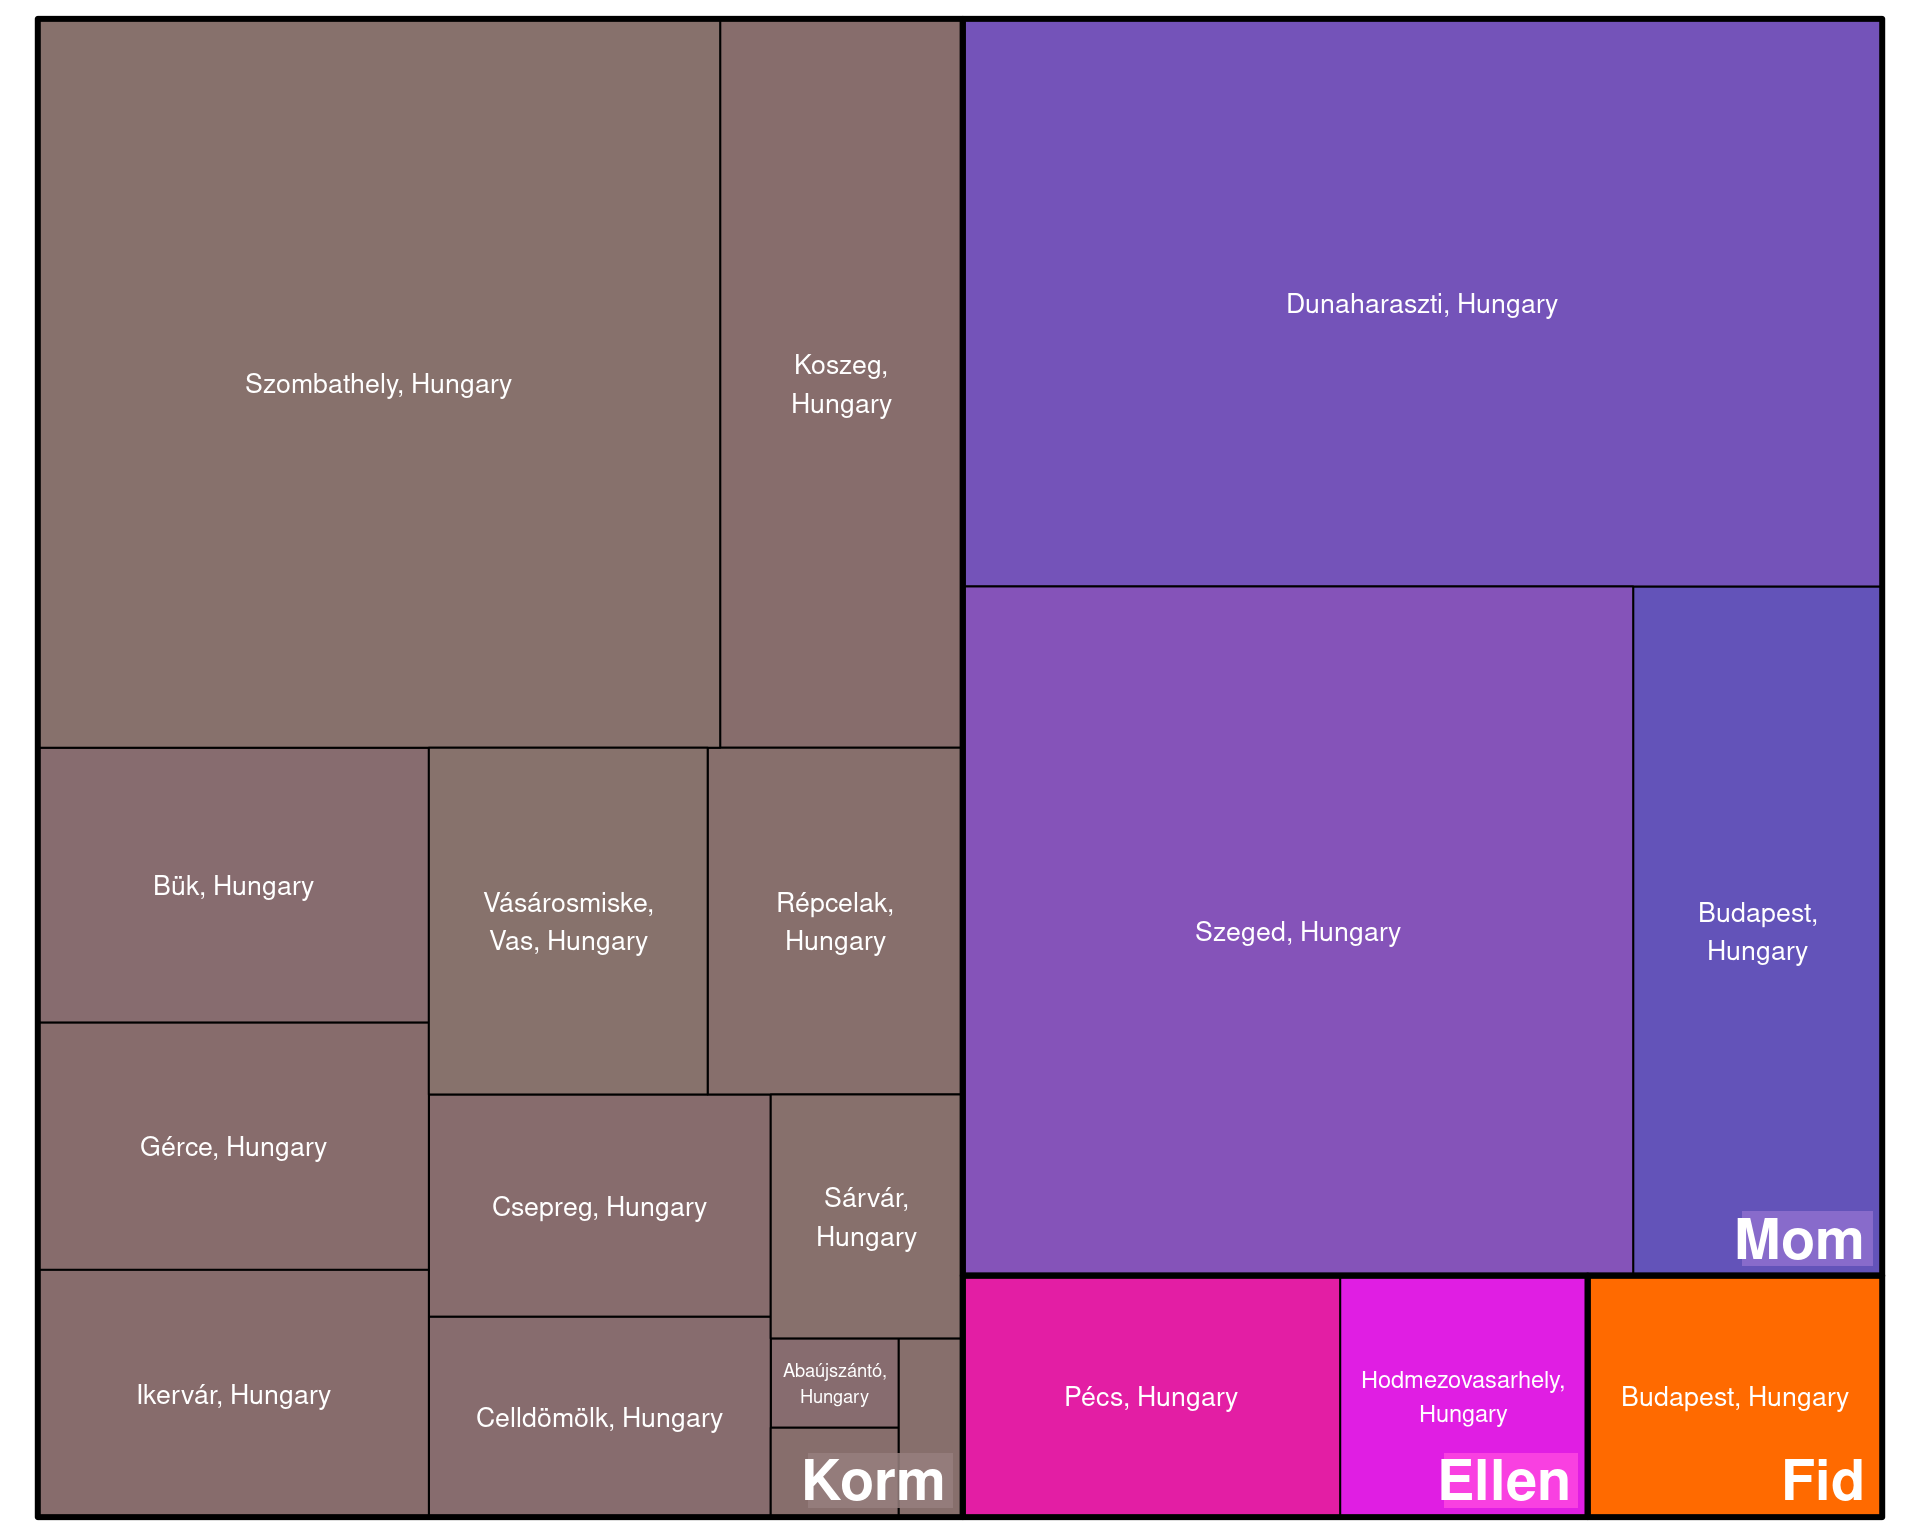 Szombathely, Hungary
Koszeg,
Hungary
Bük, Hungary
Vásárosmiske,
Vas, Hungary
Répcelak,
Hungary
Gérce, Hungary
Csepreg, Hungary
Sárvár,
Hungary
Ikervár, Hungary
Celldömölk, Hungary
Abaújszántó,
Hungary
Korm
Dunaharaszti, Hungary
Szeged, Hungary
Budapest,
Hungary
Mom
Pécs, Hungary
Hodmezovasarhely,
Hungary
Ellen
Budapest, Hungary
Fid